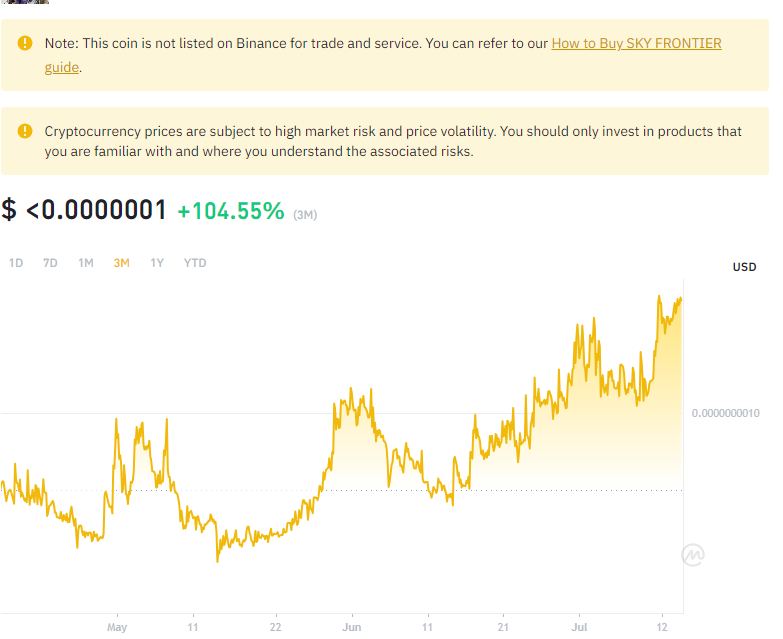 Note: This coin is not listed on Binance for trade and service. You can refer to our How to Buy SKY FRONTIER
guide.
Cryptocurrency prices are subject to high market risk and price volatility. You should only invest in products that
you are familiar with and where you understand the associated risks.
$ <0.0000001 +104.55% (3M)
1D 7D 1M 3M 1Y YTD
USD
0.0000000010
May 11 22 Jun 11 21 Jul 12